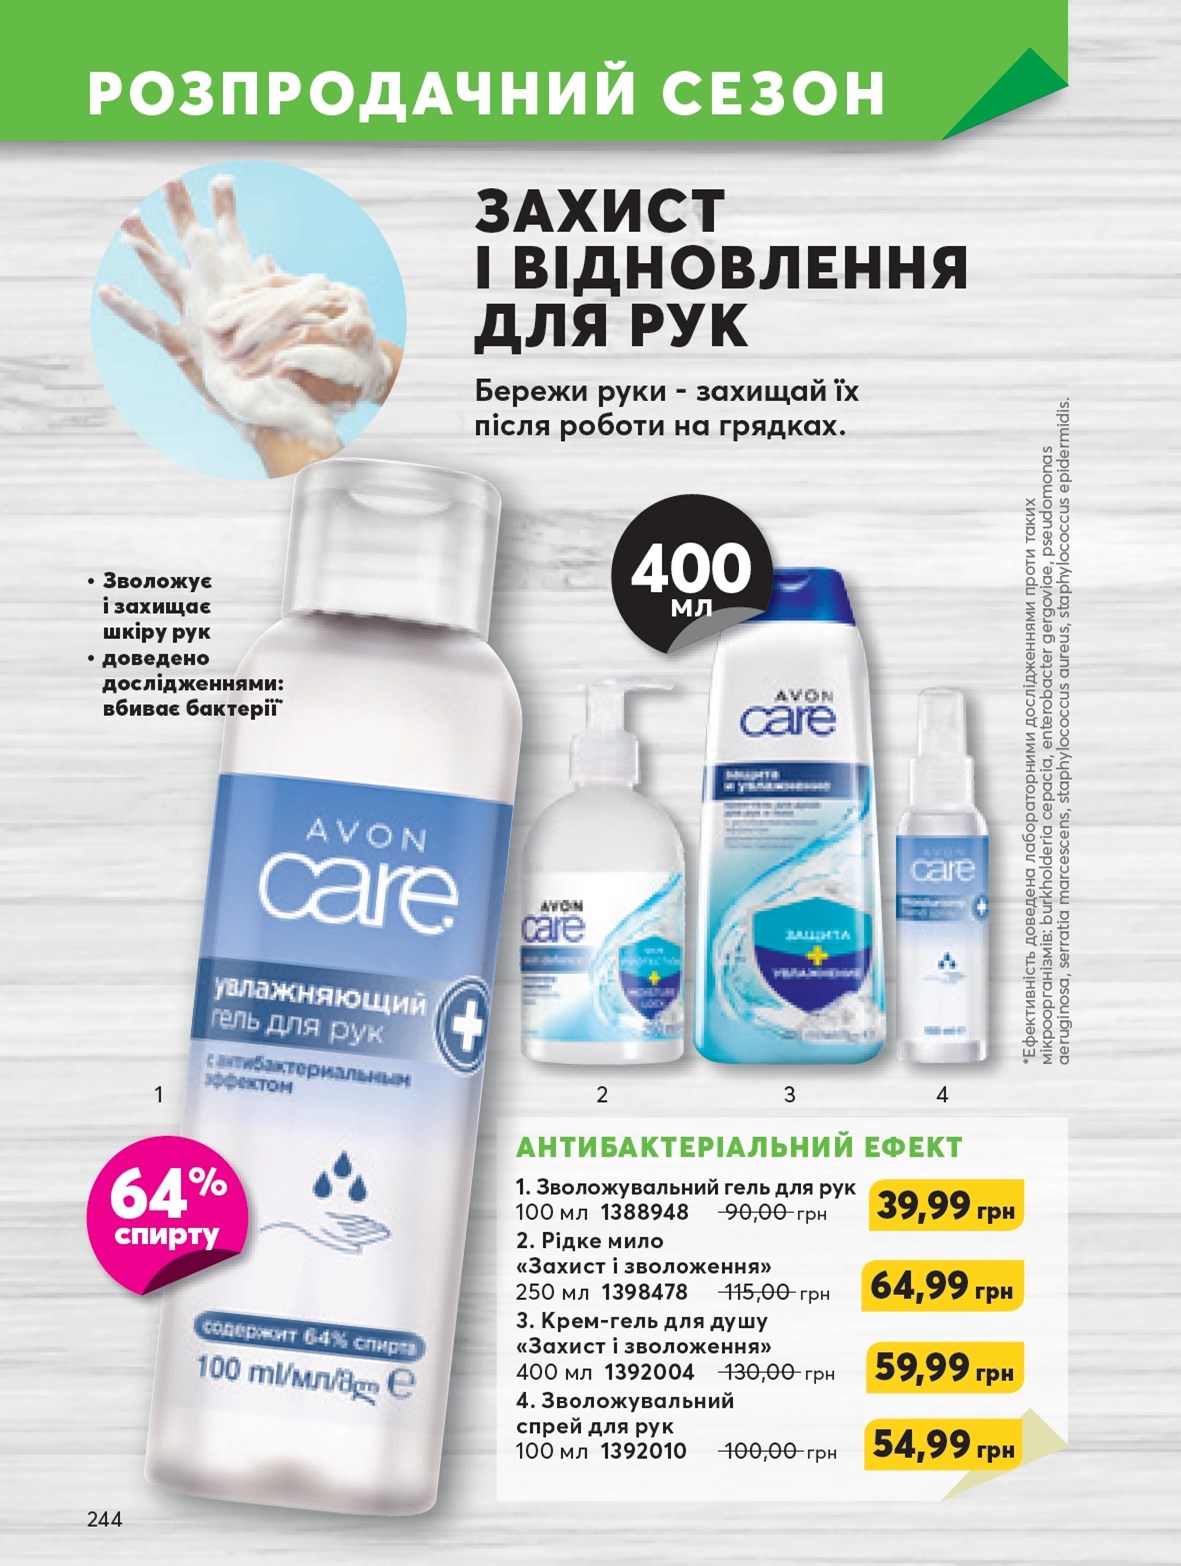 РОЗПРОДАЧНИЙ СЕЗОН
ЗАХИСТ
І ВІДНОВЛЕННЯ
ДЛЯ РУК
Бережи руки - захищай їх
після роботи на грядках.
• Зволожує
і захищає
шкіру рук
• доведено
дослідженнями:
вбиває бактерії*
400
мл
AVON
care
увлажняющий
гель для рук
с антибактериальным
эффектом
содержит 64% спирта
100 ml/мл/მლ e
AVON
care
AVON
care
защита
и увлажнение
ЗАЩИТА
+
УВЛАЖНЕНИЕ
AVON
care
*Ефективність доведена лабораторними дослідженнями проти таких
мікроорганізмів: burkholderia cepacia, enterobacter gergoviae, pseudomonas
aeruginosa, serratia marcescens, staphylococcus aureus, staphylococcus epidermidis.
1
2
3
4
64%
спирту
АНТИБАКТЕРІАЛЬНИЙ ЕФЕКТ
1. Зволожувальний гель для рук
100 мл 1388948 90,00 грн
39,99 грн
2. Рідке мило
«Захист і зволоження»
250 мл 1398478 115,00 грн
64,99 грн
3. Крем-гель для душу
«Захист і зволоження»
400 мл 1392004 130,00 грн
59,99 грн
4. Зволожувальний
спрей для рук
100 мл 1392010 100,00 грн
54,99 грн
244